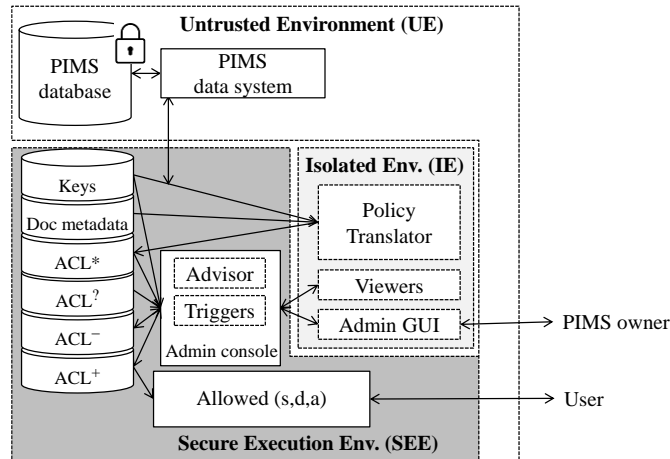 Untrusted Environment (UE)
PIMS
database
PIMS
data system
Isolated Env. (IE)
Keys
Doc metadata
ACL*
ACL?
ACL−
ACL+
Policy
Translator
Advisor
Triggers
Admin console
Viewers
Admin GUI
PIMS owner
Allowed (s,d,a)
User
Secure Execution Env. (SEE)